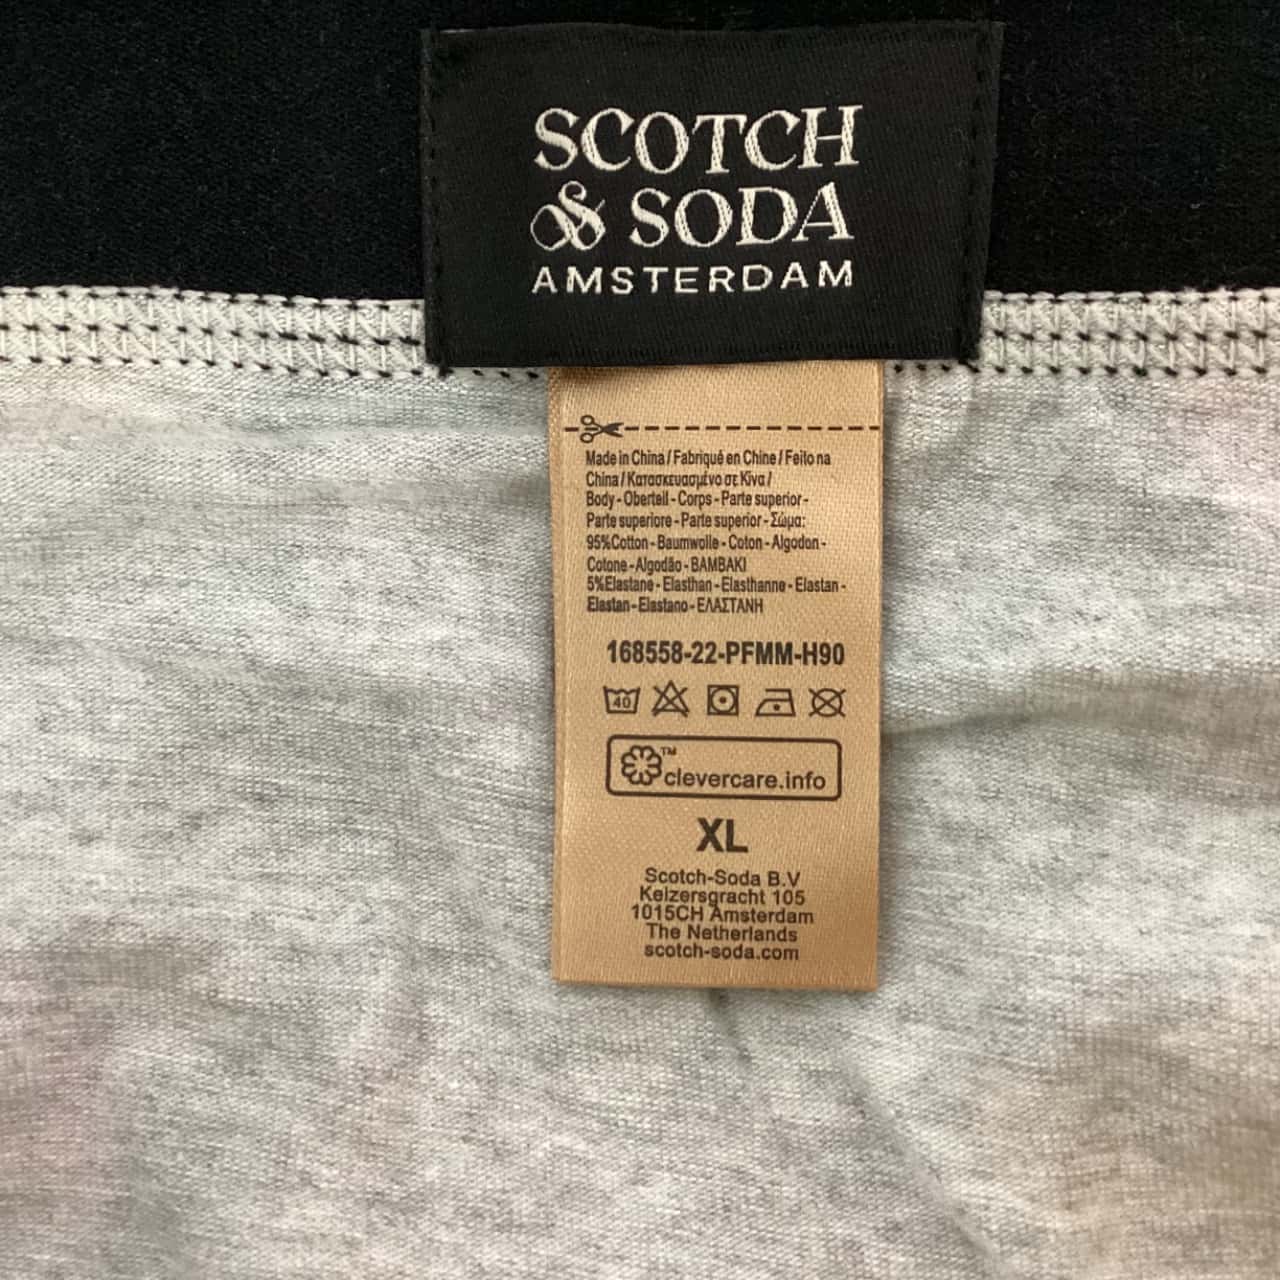 SCOTCH
& SODA
AMSTERDAM
Made in China / Fabriqué en Chine / Feito na
China / Κατασκευασμένο σε Κίνα /
Body - Oberteil - Corps - Parte superior -
Parte superiore - Parte superior - Σώμα:
95%Cotton - Baumwolle - Coton - Algodon -
Cotone - Algodão - BAMBAKI
5%Elastane - Elasthan - Elasthanne - Elastan -
Elastan - Elastano - ΕΛΑΣΤΑΝΗ
168558-22-PFMM-H90
40
™
clevercare.info
XL
Scotch-Soda B.V
Keizersgracht 105
1015CH Amsterdam
The Netherlands
scotch-soda.com